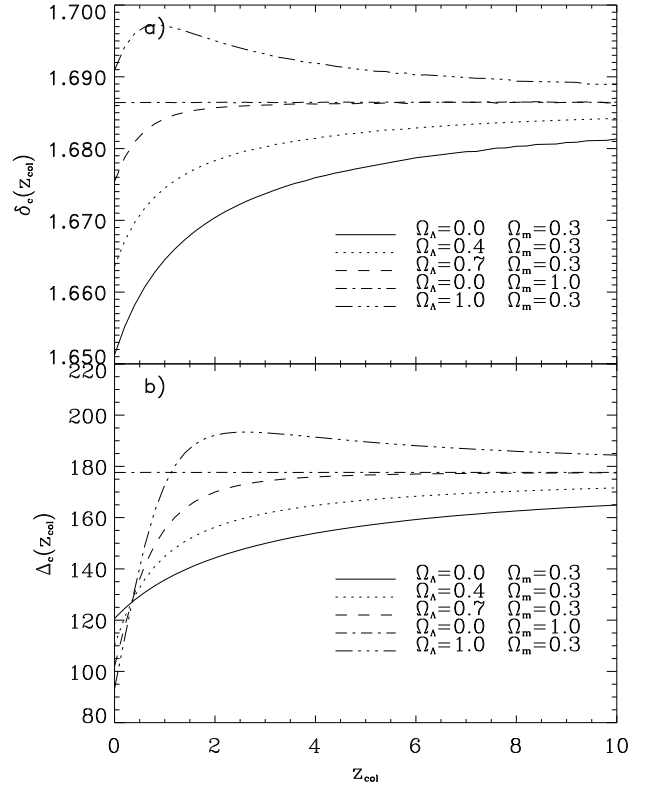 1.700
a)
1.690
1.680
δc(zcol)
1.670
ΩΛ=0.0 Ωm=0.3
ΩΛ=0.4 Ωm=0.3
ΩΛ=0.7 Ωm=0.3
ΩΛ=0.0 Ωm=1.0
ΩΛ=1.0 Ωm=0.3
1.660
1.650
220
b)
200
180
160
Δc(zcol)
140
ΩΛ=0.0 Ωm=0.3
ΩΛ=0.4 Ωm=0.3
ΩΛ=0.7 Ωm=0.3
ΩΛ=0.0 Ωm=1.0
ΩΛ=1.0 Ωm=0.3
120
100
80
0 2 4 6 8 10
zcol